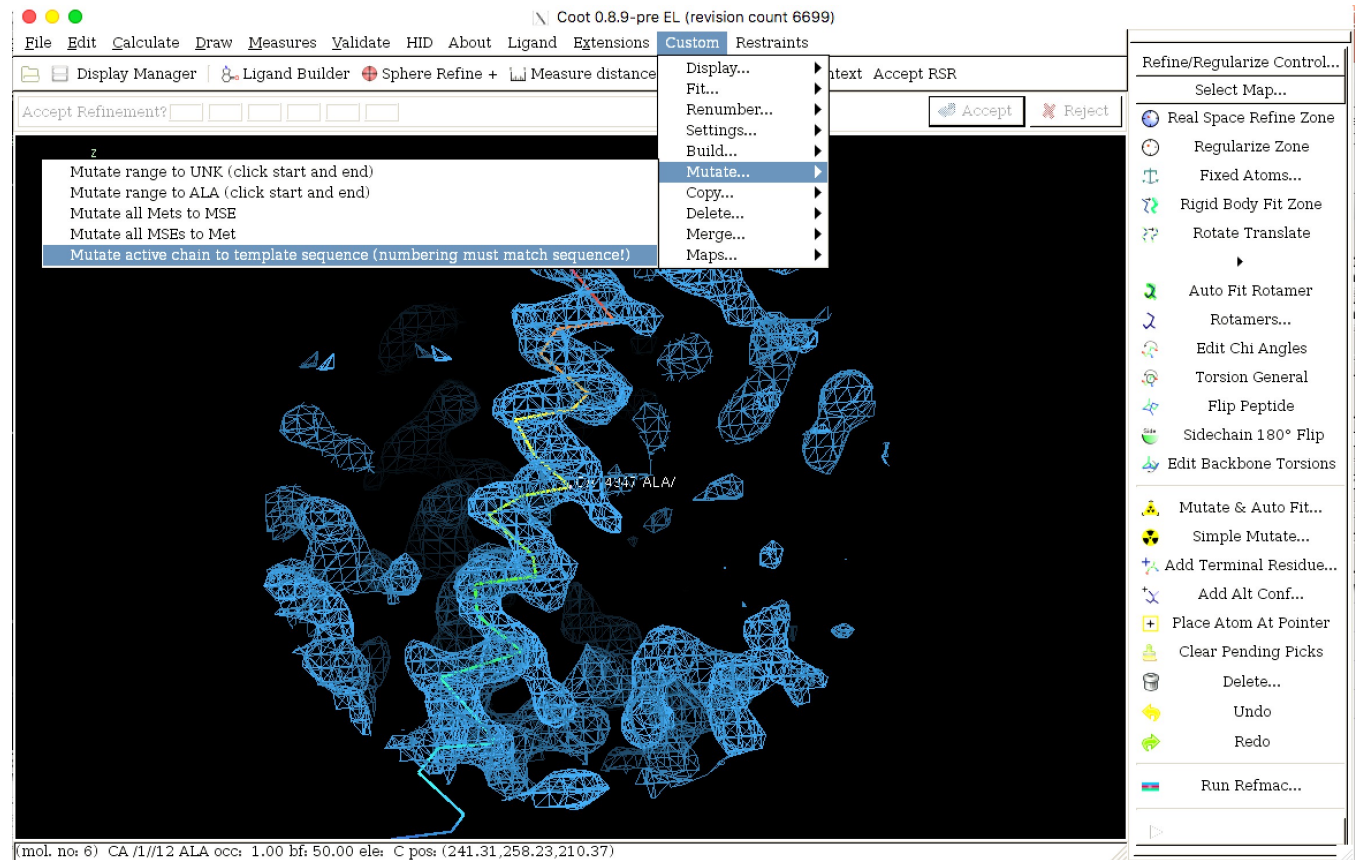 Coot 0.8.9-pre EL (revision count 6699)
File Edit Calculate Draw Measures Validate HID About Ligand Extensions Custom Restraints
Display Manager Ligand Builder Sphere Refine + Measure distance
text Accept RSR
Accept Refinement?
Accept Reject
Display...
Fit...
Renumber...
Settings...
Build...
Mutate...
Copy...
Delete...
Merge...
Maps...
z
Mutate range to UNK (click start and end)
Mutate range to ALA (click start and end)
Mutate all Mets to MSE
Mutate all MSEs to Met
Mutate active chain to template sequence (numbering must match sequence!)
ALA/
Refine/Regularize Control...
Select Map...
Real Space Refine Zone
Regularize Zone
Fixed Atoms...
Rigid Body Fit Zone
Rotate Translate
Auto Fit Rotamer
Rotamers...
Edit Chi Angles
Torsion General
Flip Peptide
Side
Sidechain 180° Flip
Edit Backbone Torsions
Mutate & Auto Fit...
Simple Mutate...
Add Terminal Residue...
Add Alt Conf...
Place Atom At Pointer
Clear Pending Picks
Delete...
Undo
Redo
Run Refmac...
(mol. no: 6) CA /1//12 ALA occ: 1.00 bf: 50.00 ele: C pos: (241.31,258.23,210.37)